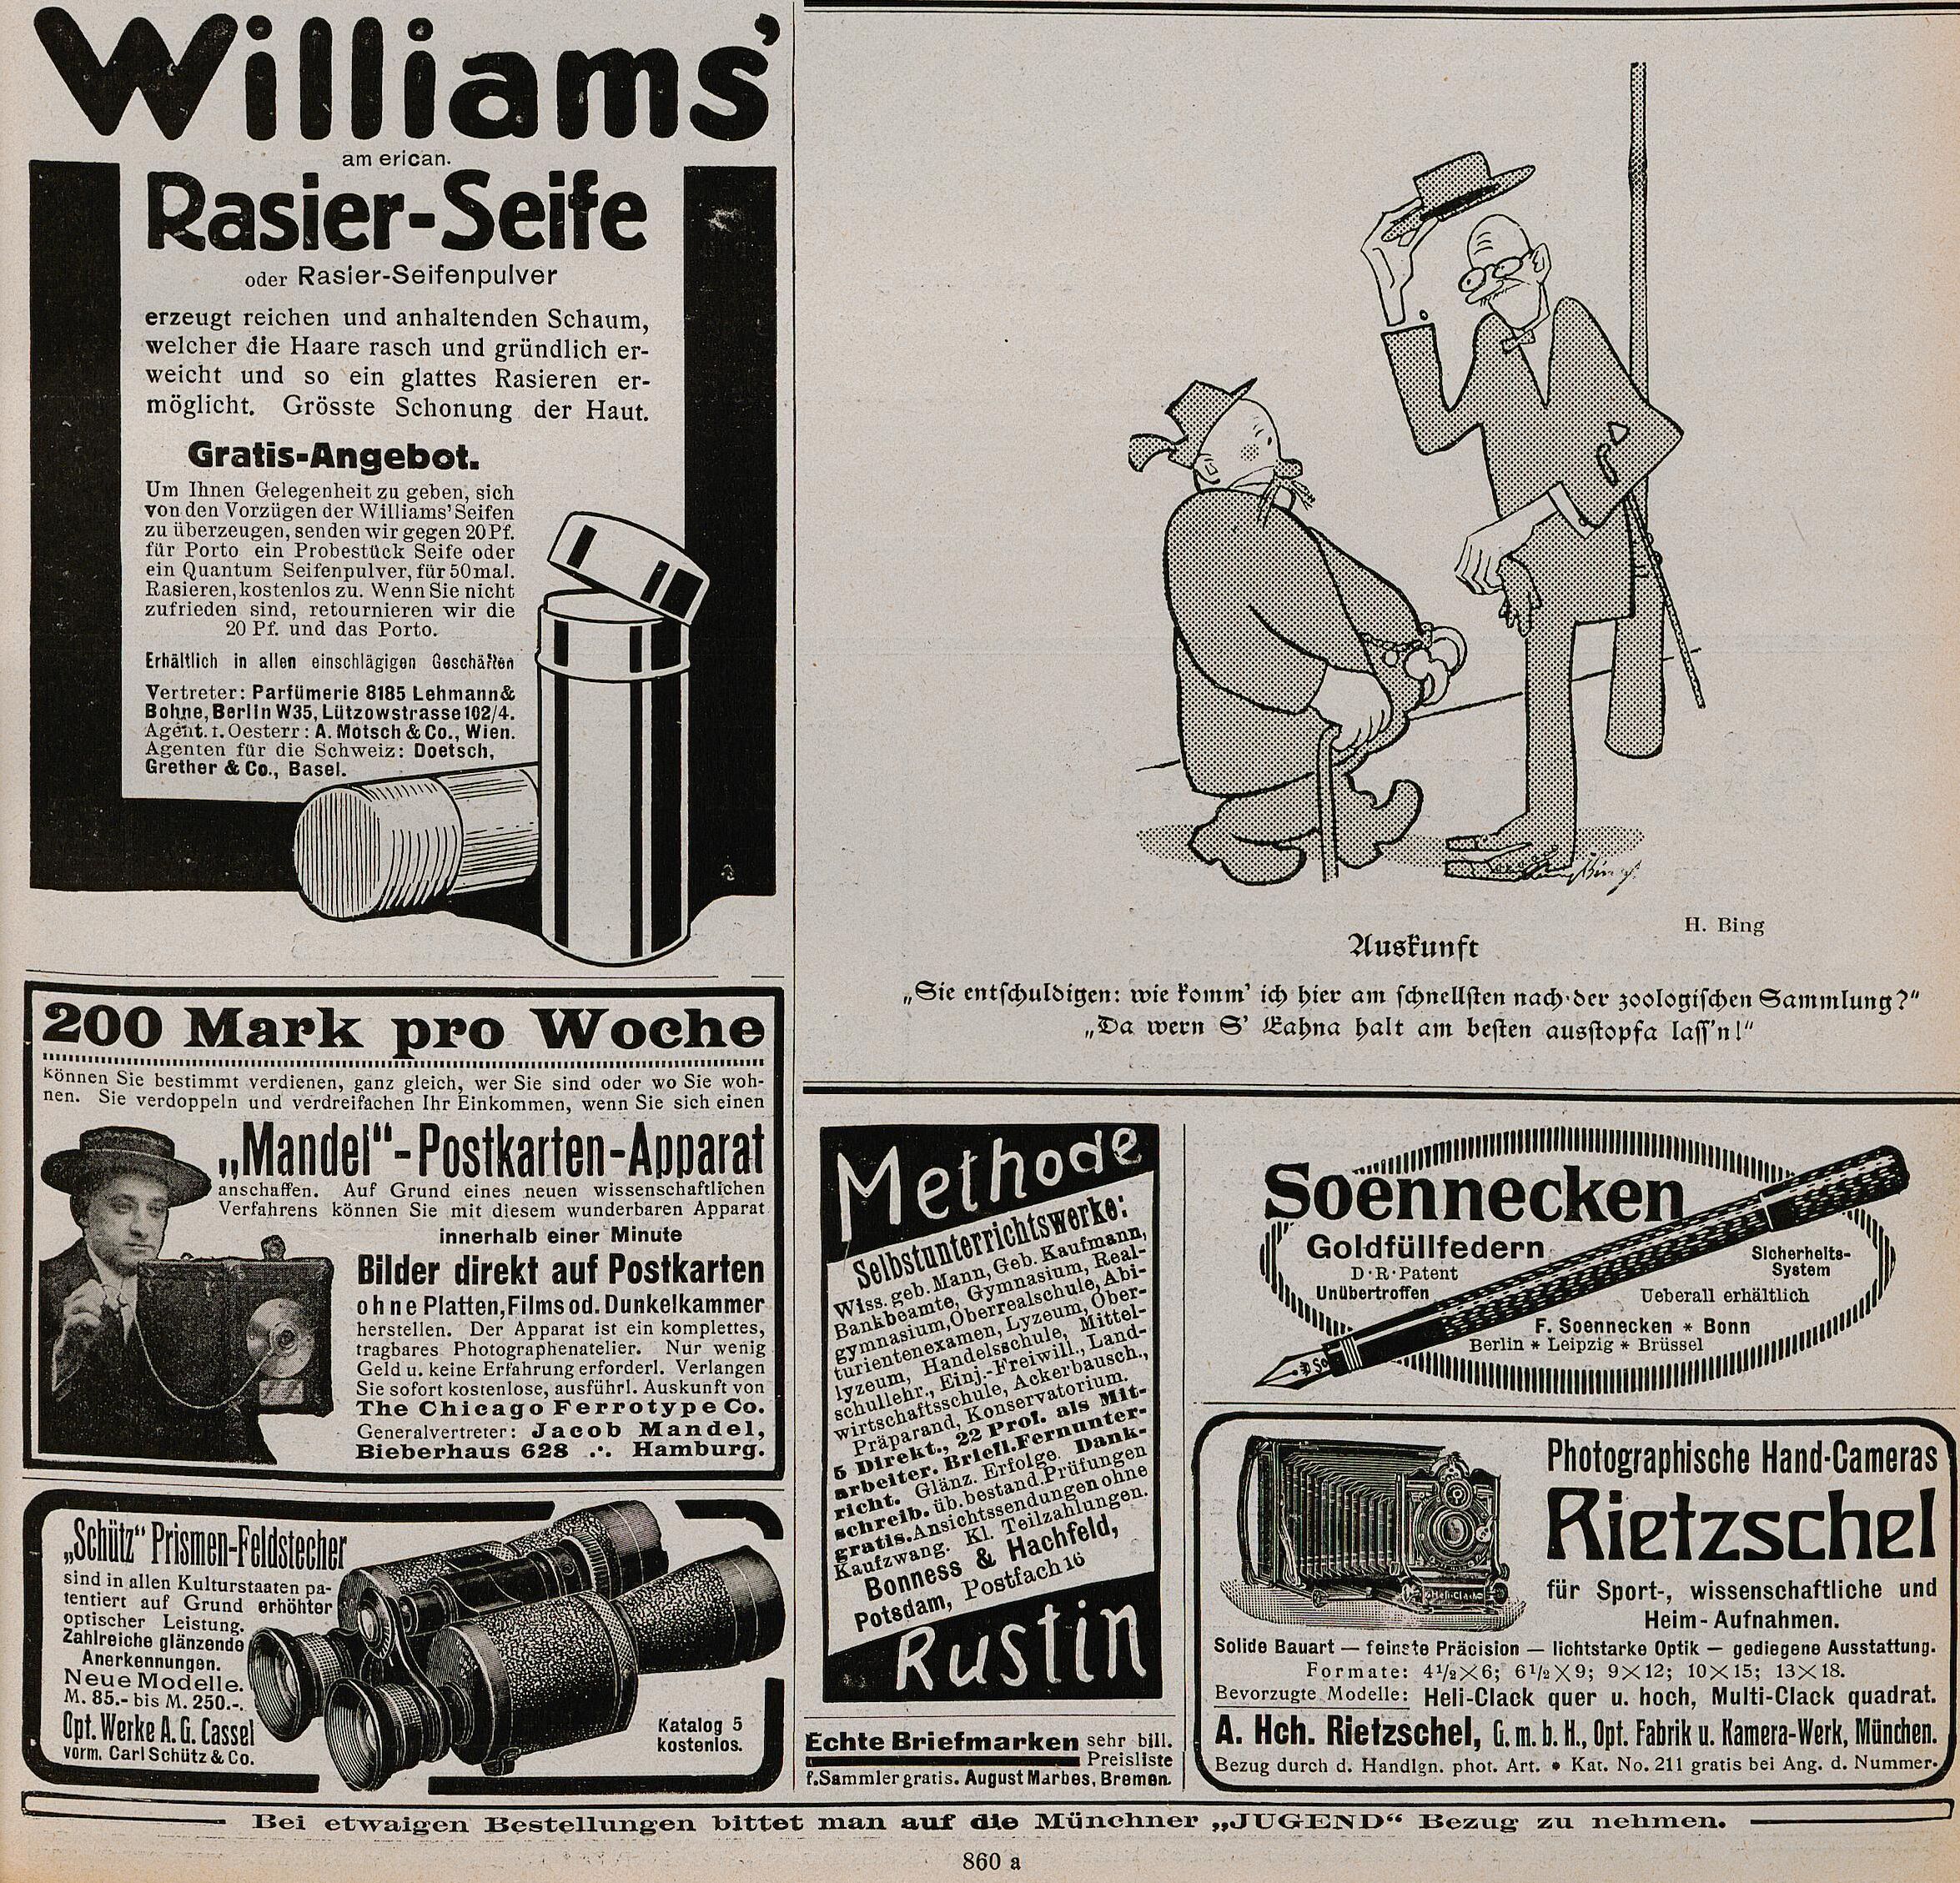 Williams'
american.
Rasier-Seife
oder Rasier-Seifenpulver
erzeugt reichen und anhaltenden Schaum,
welcher die Haare rasch und gründlich er-
weicht und so ein glattes Rasieren er-
möglicht. Grösste Schonung der Haut.
Gratis-Angebot.
Um Ihnen Gelegenheit zu geben, sich
von den Vorzügen der Williams' Seifen
zu überzeugen, senden wir gegen 20 Pf.
für Porto ein Probestück Seife oder
ein Quantum Seifenpulver, für 50 mal.
Rasieren, kostenlos zu. Wenn Sie nicht
zufrieden sind, retournieren wir die
20 Pf. und das Porto.
Erhältlich in allen einschlägigen Geschäften
Vertreter: Parfümerie 8185 Lehmann &
Bohne, Berlin W35, Lützowstrasse 102/4.
Agent. f. Oesterr: A. Motsch & Co., Wien.
Agenten für die Schweiz: Doetsch,
Grether & Co., Basel.
200 Mark pro Woche
können Sie bestimmt verdienen, ganz gleich, wer Sie sind oder wo Sie woh-
nen. Sie verdoppeln und verdreifachen Ihr Einkommen, wenn Sie sich einen
„Mandel“-Postkarten-Apparat
anschaffen. Auf Grund eines neuen wissenschaftlichen
Verfahrens können Sie mit diesem wunderbaren Apparat
innerhalb einer Minute
Bilder direkt auf Postkarten
ohne Platten, Films od. Dunkelkammer
herstellen. Der Apparat ist ein komplettes,
tragbares Photographenatelier. Nur wenig
Geld u. keine Erfahrung erforderl. Verlangen
Sie sofort kostenlose, ausführl. Auskunft von
The Chicago Ferrotype Co.
Generalvertreter: Jacob Mandel,
Bieberhaus 628 .·. Hamburg.
„Schütz“ Prismen-Feldstecher
sind in allen Kulturstaaten pa-
tentiert auf Grund erhöhter
optischer Leistung.
Zahlreiche glänzende
Anerkennungen.
Neue Modelle.
M. 85.- bis M. 250.-.
Opt. Werke A. G. Cassel
vorm. Carl Schütz & Co.
Katalog 5
kostenlos.
H. Bing
Auskunft
„Sie entschuldigen: wie komm' ich hier am schnellsten nach der zoologischen Sammlung?“
„Da wern S' Eahna halt am besten ausstopfa lass'n!“
Methode
Selbstunterrichtswerke:
Wiss. geb. Mann, Geb. Kaufmann,
Bankbeamte, Gymnasium, Real-
gymnasium, Oberrealschule, Abi-
turientenexamen, Lyzeum, Ober-
lyzeum, Handelsschule, Mittel-
schullehr., Einj.-Freiwill., Land-
wirtschaftsschule, Ackerbausch.,
Präparand, Konservatorium.
5 Direkt., 22 Prof. als Mit-
arbeiter. Briefl. Fernunter-
richt. Glänz. Erfolge. Dank-
schreib. üb. bestand. Prüfungen
gratis. Ansichtssendungen ohne
Kaufzwang. Kl. Teilzahlungen.
Bonness & Hachfeld,
Potsdam, Postfach 16
Rustin
Echte Briefmarken sehr bill.
Preisliste
f. Sammler gratis. August Marbes, Bremen.
Soennecken
Goldfüllfedern
D·R·Patent
Unübertroffen
Sicherheits-
System
Ueberall erhältlich
F. Soennecken * Bonn
Berlin * Leipzig * Brüssel
Photographische Hand-Cameras
Rietzschel
für Sport-, wissenschaftliche und
Heim-Aufnahmen.
Solide Bauart — feinste Präcision — lichtstarke Optik — gediegene Ausstattung.
Formate: 4½×6; 6½×9; 9×12; 10×15; 13×18.
Bevorzugte Modelle: Heli-Clack quer u. hoch, Multi-Clack quadrat.
A. Hch. Rietzschel, G. m. b. H., Opt. Fabrik u. Kamera-Werk, München.
Bezug durch d. Handlgn. phot. Art. • Kat. No. 211 gratis bei Ang. d. Nummer.
Bei etwaigen Bestellungen bittet man auf die Münchner „JUGEND“ Bezug zu nehmen.
860 a